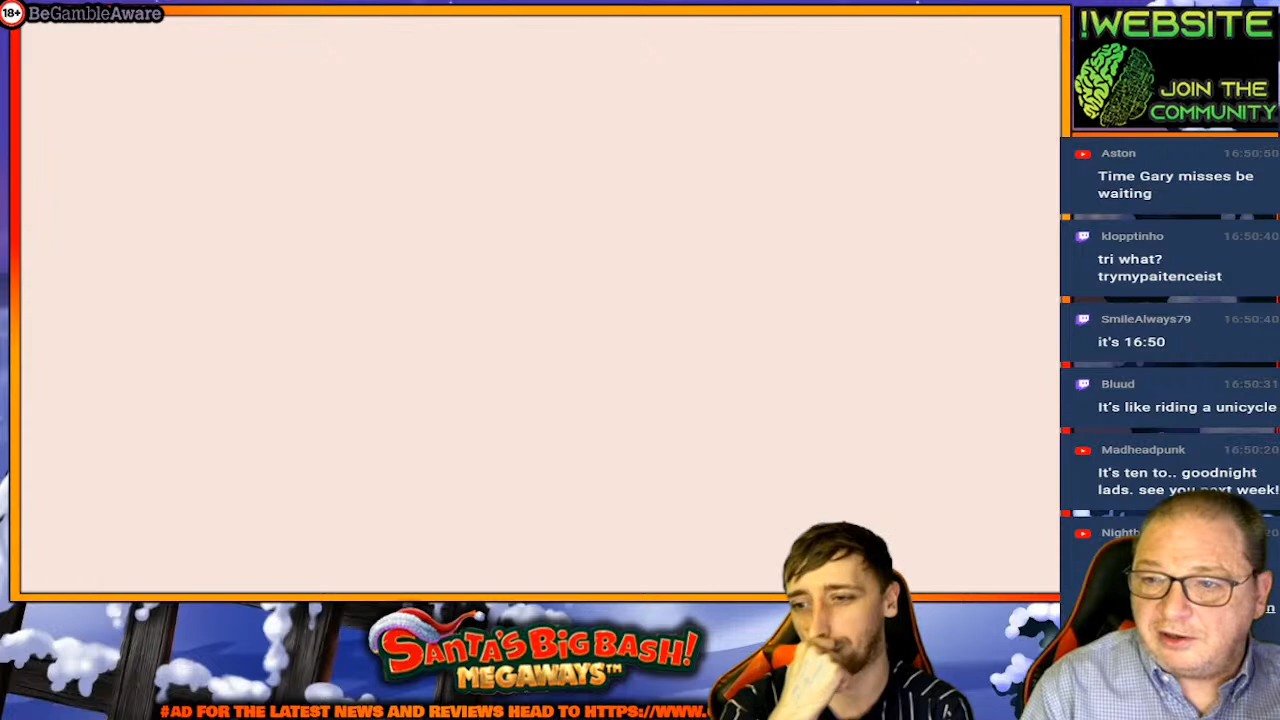 18+ BeGambleAware
!WEBSITE
JOIN THE
COMMUNITY
Aston 16:50:50
Time Gary misses be
waiting
klopptinho 16:50:40
tri what?
trymypaitenceist
SmileAlways79 16:50:40
it's 16:50
Bluud 16:50:31
It's like riding a unicycle
Madheadpunk 16:50:20
It's ten to.. goodnight
lads. see you next week!
SANTA'S BIG BASH!
MEGAWAYS™
#AD FOR THE LATEST NEWS AND REVIEWS HEAD TO HTTPS://WWW.